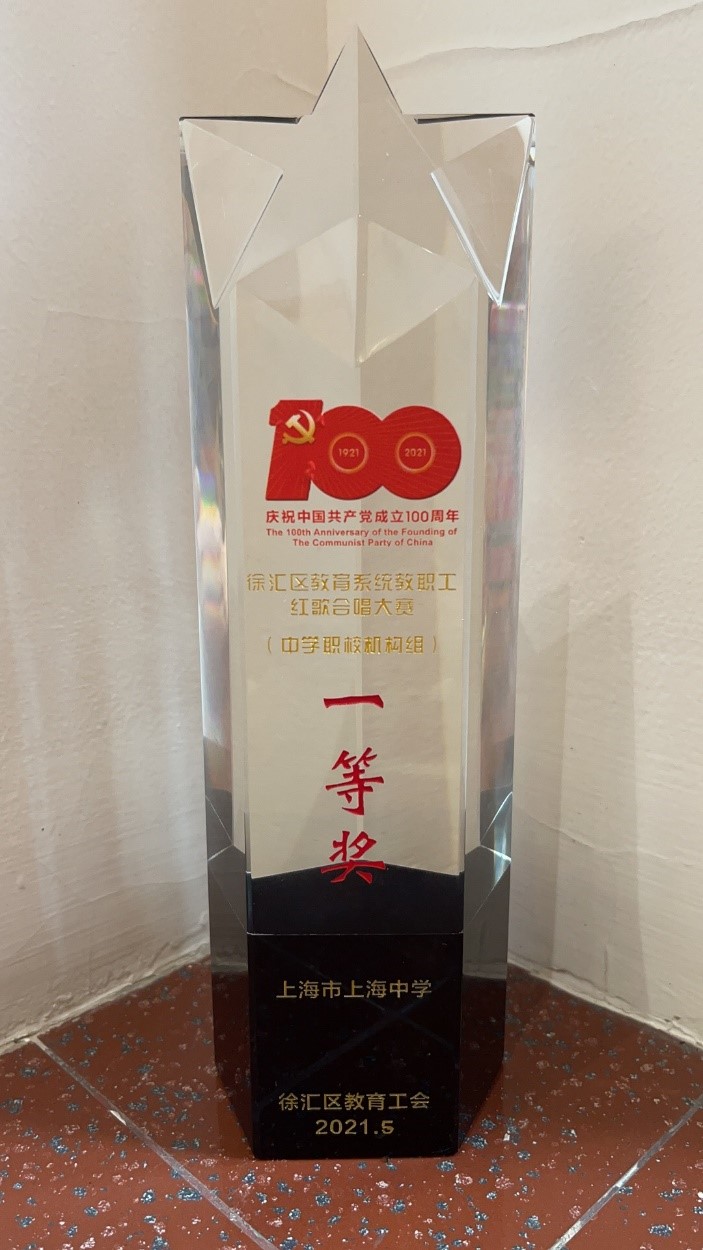 100
1921
2021
庆祝中国共产党成立100周年
The 100th Anniversary of the Founding of
The Communist Party of China
徐汇区教育系统教职工
红歌合唱大赛
（中学职校机构组）
一
等
奖
上海市上海中学
徐汇区教育工会
2021.5